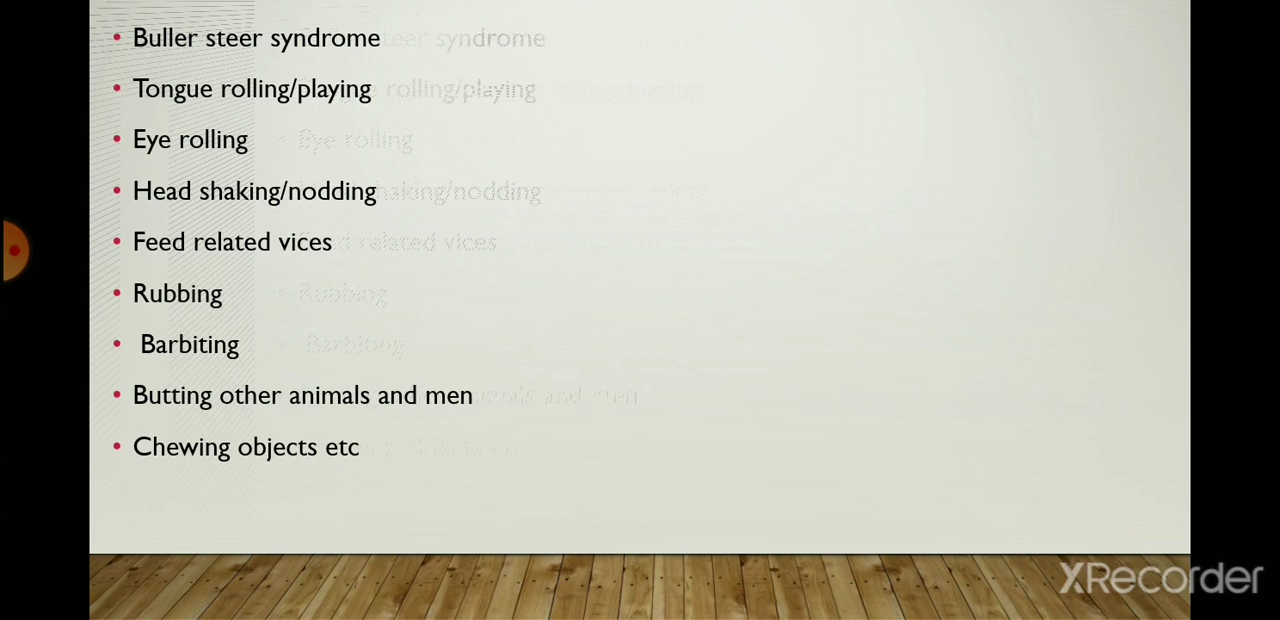 • Buller steer syndrome
• Tongue rolling/playing
• Eye rolling
• Head shaking/nodding
• Feed related vices
• Rubbing
• Barbiting
• Butting other animals and men
• Chewing objects etc
XRecorder